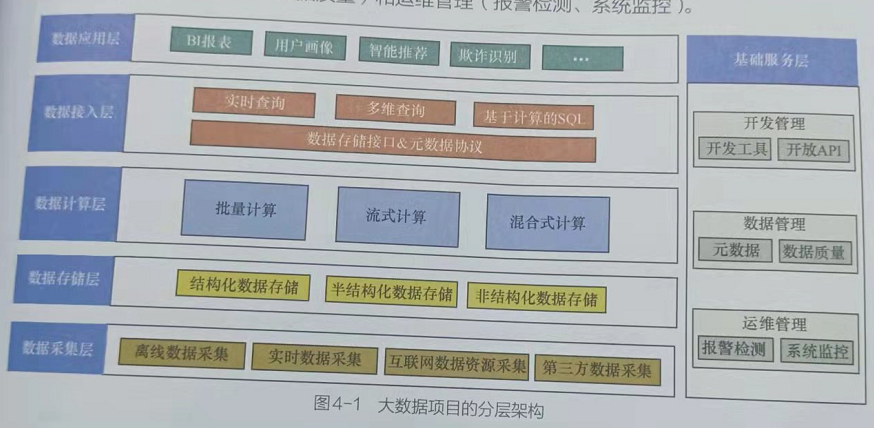 和运维管理（报警检测、系统监控）。
数据应用层
BI报表 用户画像 智能推荐 欺诈识别 …
数据接入层
实时查询 多维查询 基于计算的SQL
数据存储接口&元数据协议
数据计算层
批量计算 流式计算 混合式计算
数据存储层
结构化数据存储 半结构化数据存储 非结构化数据存储
数据采集层
离线数据采集 实时数据采集 互联网数据资源采集 第三方数据采集
基础服务层
开发管理
开发工具 开放API
数据管理
元数据 数据质量
运维管理
报警检测 系统监控
图4-1 大数据项目的分层架构